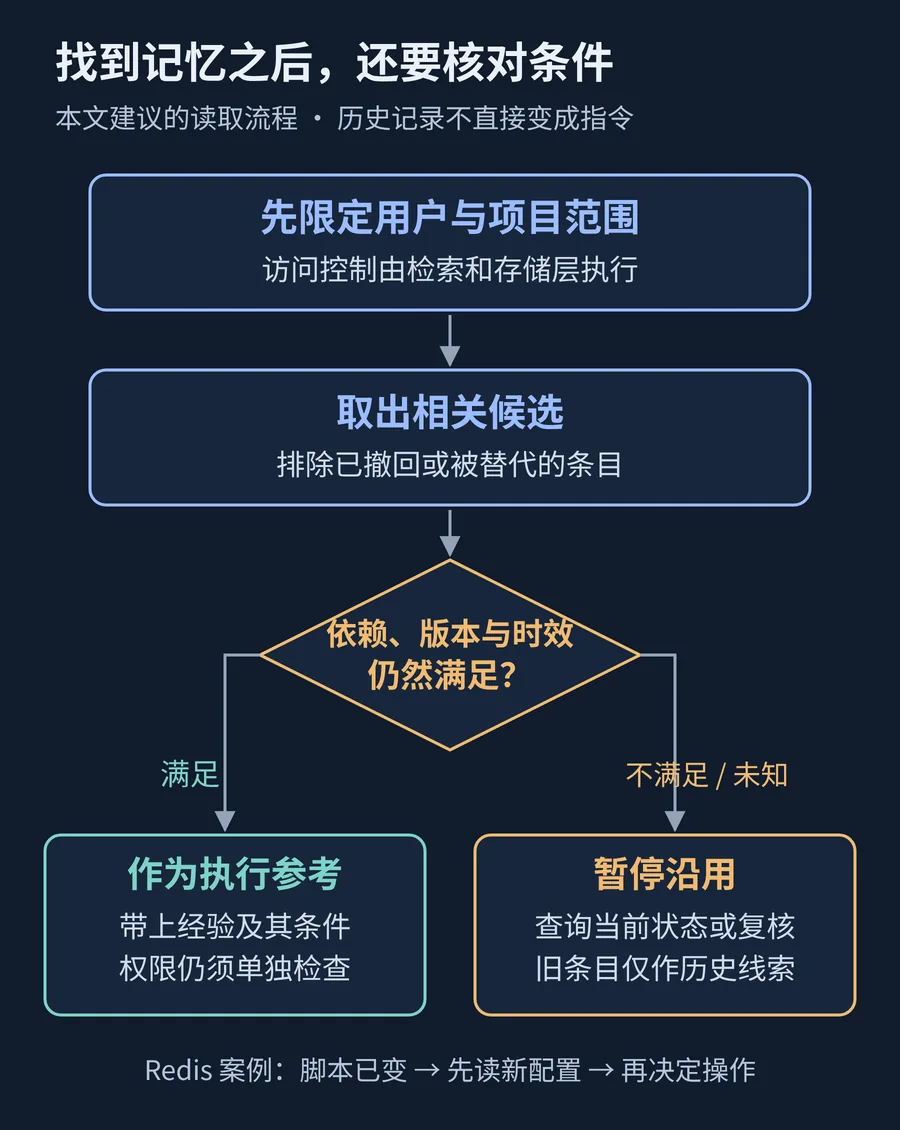 找到记忆之后，还要核对条件
本文建议的读取流程 • 历史记录不直接变成指令
先限定用户与项目范围
访问控制由检索和存储层执行
取出相关候选
排除已撤回或被替代的条目
依赖、版本与时效
仍然满足？
满足
不满足 / 未知
作为执行参考
带上经验及其条件
权限仍须单独检查
暂停沿用
查询当前状态或复核
旧条目仅作历史线索
Redis 案例：脚本已变 → 先读新配置 → 再决定操作